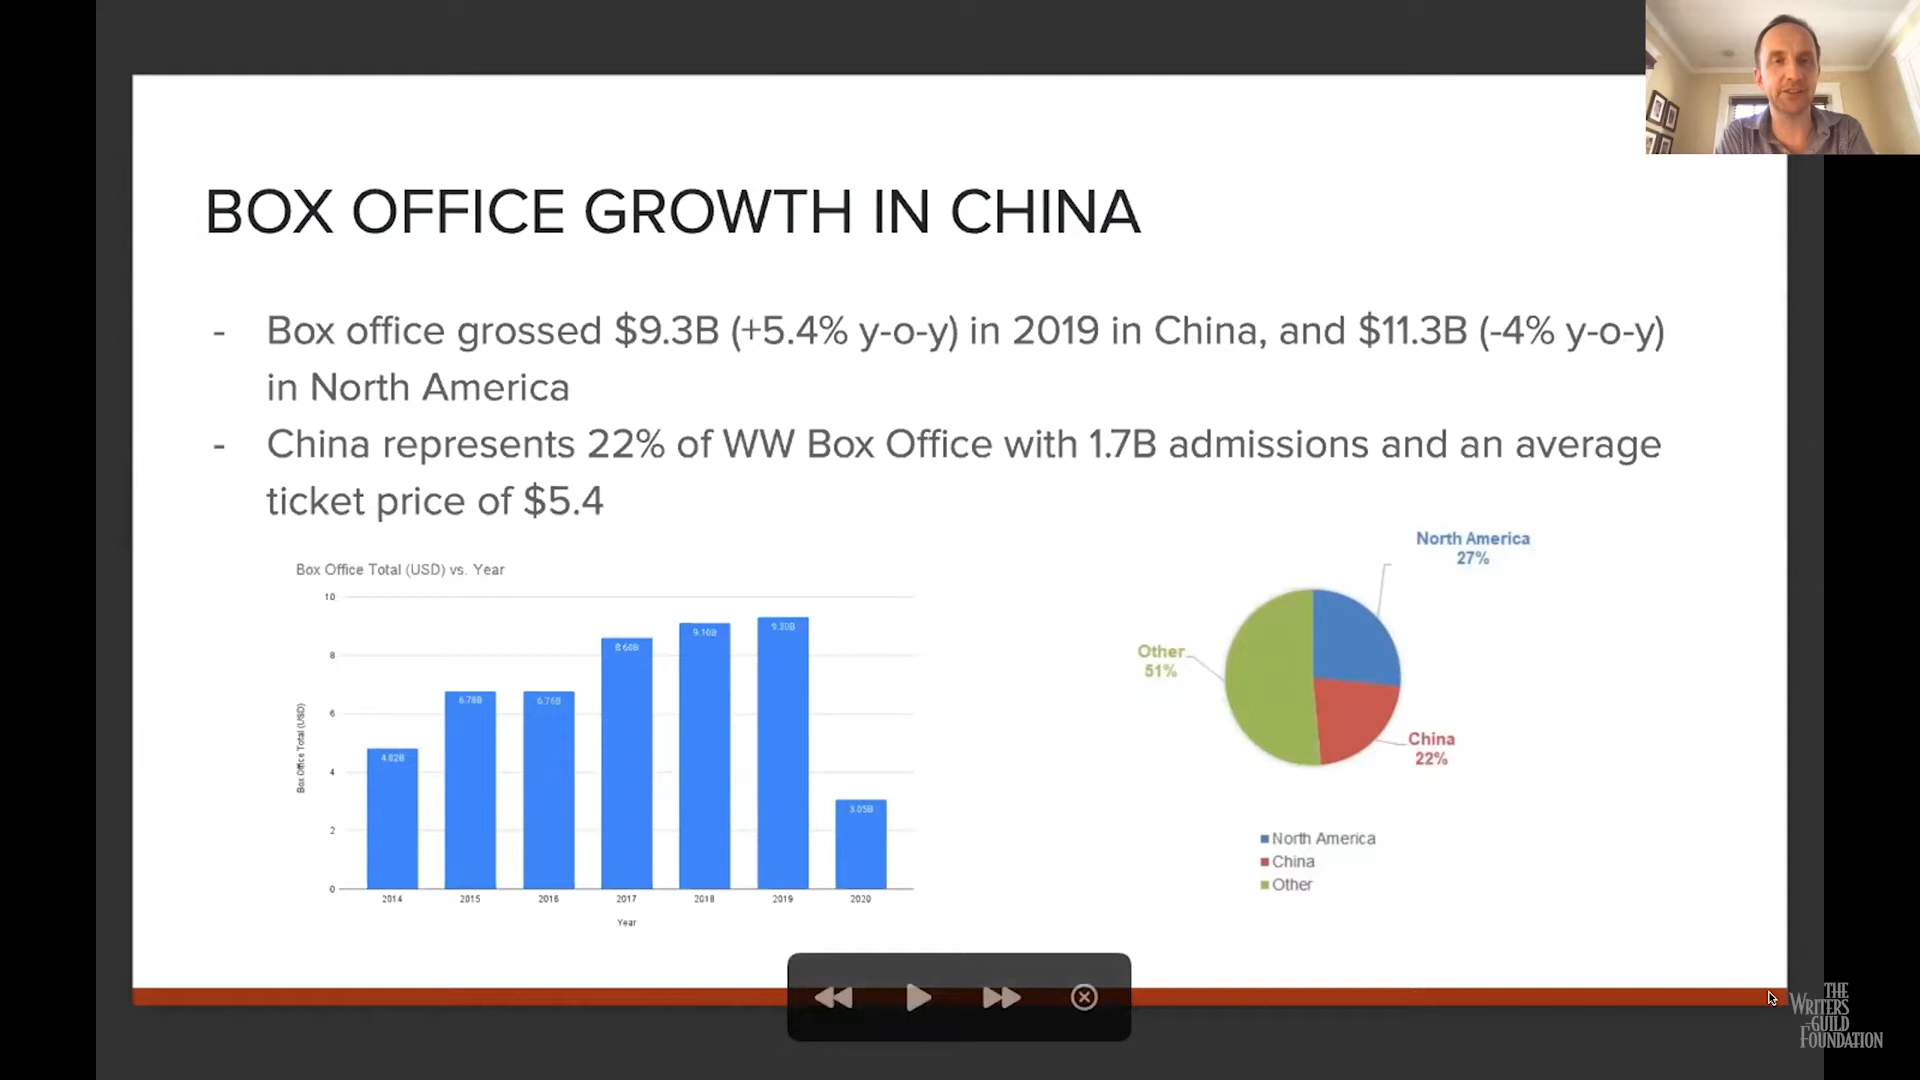 BOX OFFICE GROWTH IN CHINA
- Box office grossed $9.3B (+5.4% y-o-y) in 2019 in China, and $11.3B (-4% y-o-y)
in North America
- China represents 22% of WW Box Office with 1.7B admissions and an average
ticket price of $5.4
Box Office Total (USD) vs. Year
Box Office Total (USD)
10
8
6
4
2
0
4.82B
6.78B
6.76B
8.60B
9.10B
9.30B
3.05B
2014
2015
2016
2017
2018
2019
2020
Year
North America
27%
Other
51%
China
22%
North America
China
Other
THE
WRITERS
GUILD
FOUNDATION